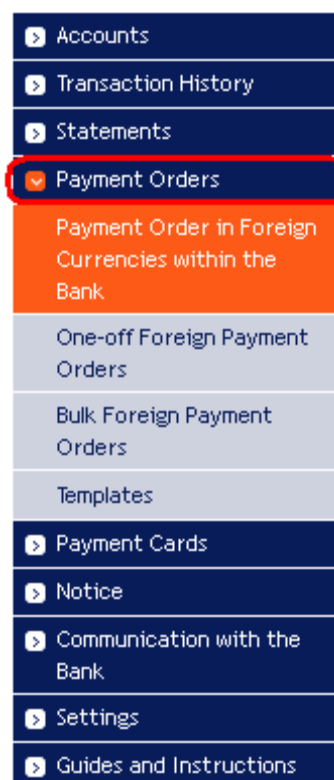 Accounts
Transaction History
Statements
Payment Orders
Payment Order in Foreign
Currencies within the
Bank
One-off Foreign Payment
Orders
Bulk Foreign Payment
Orders
Templates
Payment Cards
Notice
Communication with the
Bank
Settings
Guides and Instructions